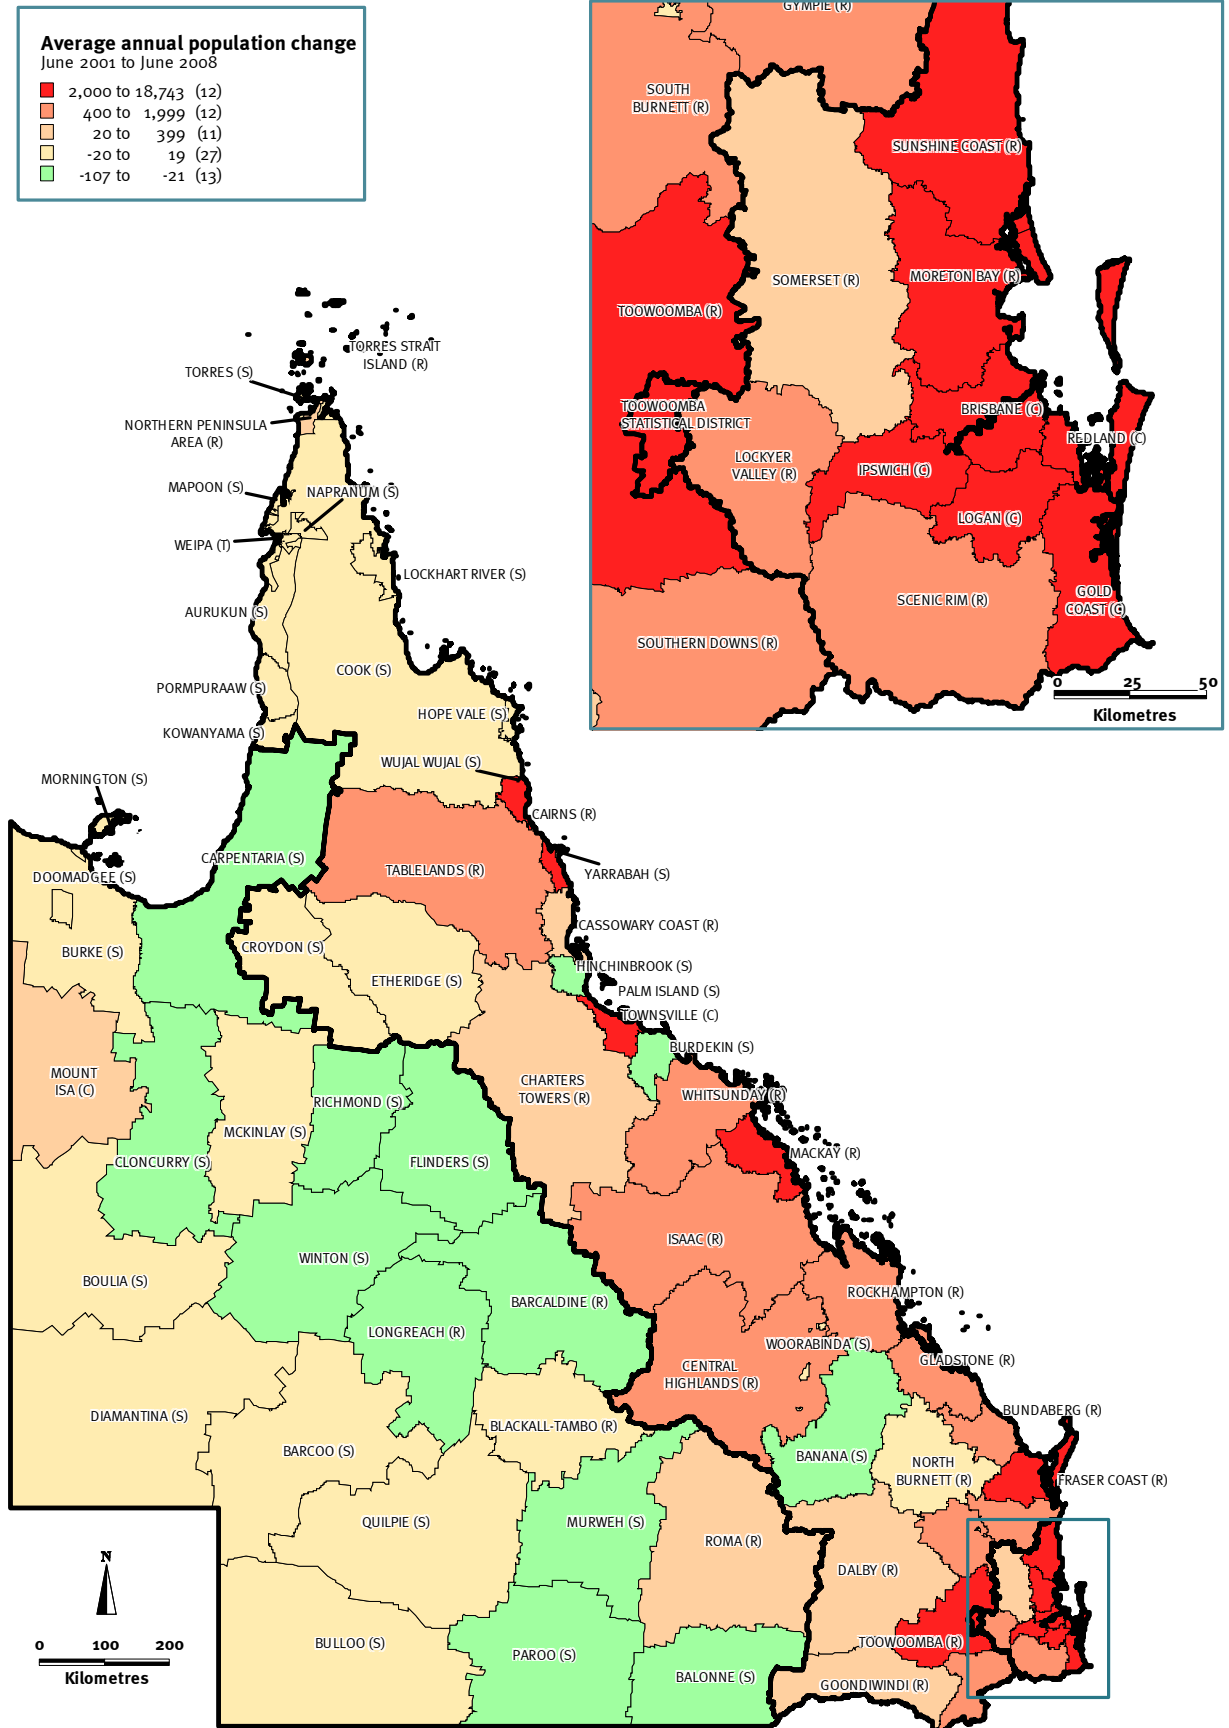 Average annual population change
June 2001 to June 2008
2,000 to 18,743 (12)
400 to 1,999 (12)
20 to 399 (11)
-20 to 19 (27)
-107 to -21 (13)
GYMPIE (R)
SOUTH
BURNETT (R)
SUNSHINE COAST (R)
SOMERSET (R)
MORETON BAY (R)
TOOWOOMBA (R)
TOOWOOMBA
STATISTICAL DISTRICT
BRISBANE (C)
REDLAND (C)
LOCKYER
VALLEY (R)
IPSWICH (C)
LOGAN (C)
SCENIC RIM (R)
GOLD
COAST (C)
SOUTHERN DOWNS (R)
0 25 50
Kilometres
TORRES STRAIT
ISLAND (R)
TORRES (S)
NORTHERN PENINSULA
AREA (R)
MAPOON (S)
NAPRANUM (S)
WEIPA (T)
LOCKHART RIVER (S)
AURUKUN (S)
COOK (S)
PORMPURAAW (S)
HOPE VALE (S)
KOWANYAMA (S)
WUJAL WUJAL (S)
MORNINGTON (S)
CAIRNS (R)
CARPENTARIA (S)
TABLELANDS (R)
YARRABAH (S)
DOOMADGEE (S)
CASSOWARY COAST (R)
BURKE (S)
CROYDON (S)
HINCHINBROOK (S)
ETHERIDGE (S)
PALM ISLAND (S)
TOWNSVILLE (C)
BURDEKIN (S)
MOUNT
ISA (C)
CHARTERS
TOWERS (R)
WHITSUNDAY (R)
RICHMOND (S)
MCKINLAY (S)
MACKAY (R)
CLONCURRY (S)
FLINDERS (S)
ISAAC (R)
WINTON (S)
BOULIA (S)
ROCKHAMPTON (R)
BARCALDINE (R)
LONGREACH (R)
WOORABINDA (S)
GLADSTONE (R)
CENTRAL
HIGHLANDS (R)
BUNDABERG (R)
DIAMANTINA (S)
BLACKALL-TAMBO (R)
BARCOO (S)
BANANA (S)
NORTH
BURNETT (R)
FRASER COAST (R)
QUILPIE (S)
MURWEH (S)
ROMA (R)
DALBY (R)
N
BULLOO (S)
TOOWOOMBA (R)
PAROO (S)
BALONNE (S)
GOONDIWINDI (R)
0 100 200
Kilometres